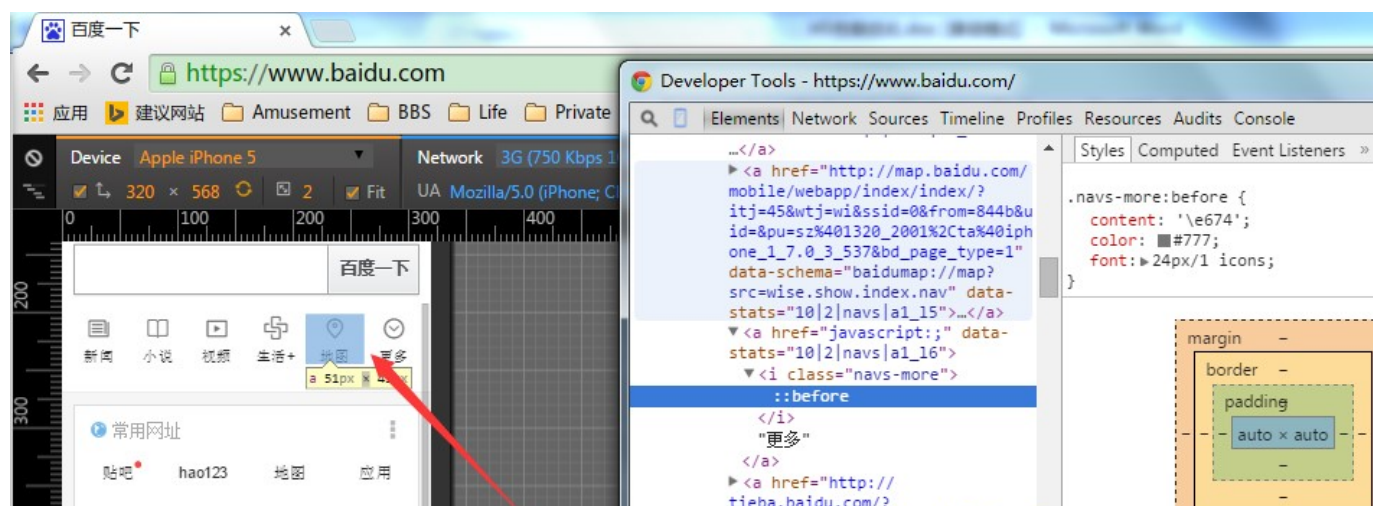 百度一下
https://www.baidu.com
应用 建议网站 Amusement BBS Life Private
Device Apple iPhone 5 Network 3G (750 Kbps
320 × 568 2 Fit UA Mozilla/5.0 (iPhone;
0 100 200 300 400
200
300
百度一下
新闻 小说 视频 生活+ 地图 更多
a 51px ×
常用网址
贴吧 hao123 地图 应用
Developer Tools - https://www.baidu.com/
Elements Network Sources Timeline Profiles Resources Audits Console
…</a>
<a href="http://map.baidu.com/
mobile/webapp/index/index/?
itj=45&wtj=wi&ssid=0&from=844b&u
id=&pu=sz%401320_2001%2Cta%40iph
one_1_7.0_3_537&bd_page_type=1"
data-schema="baidumap://map?
src=wise.show.index.nav" data-
stats="10|2|navs|a1_l5">…</a>
<a href="javascript:;" data-
stats="10|2|navs|a1_l6">
<i class="navs-more">
::before
</i>
"更多"
</a>
<a href="http://
tieba.baidu.com/?
Styles Computed Event Listeners »
.navs-more:before {
content: '\e674';
color: #777;
font: 24px/1 icons;
}
margin –
border –
padding
– – – auto × auto – –
–
–